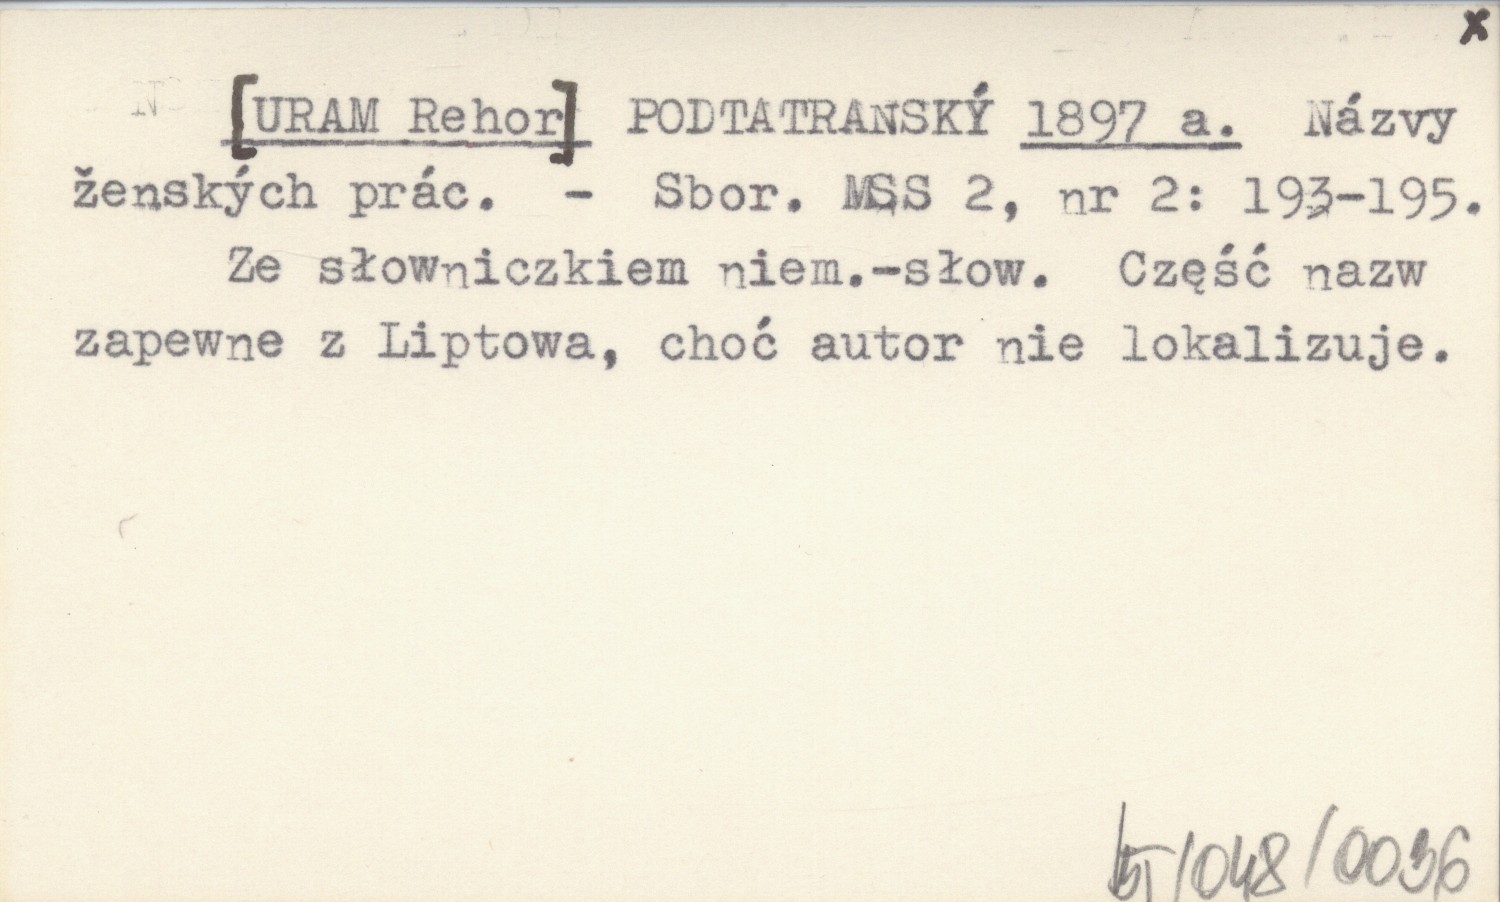 x
[URAM Rehor] PODTATRANSKÝ 1897 a. Názvy
ženských prác. - Sbor. MSS 2, nr 2: 193-195.
Ze słowniczkiem niem.-słow. Część nazw
zapewne z Liptowa, choć autor nie lokalizuje.
/048/0036